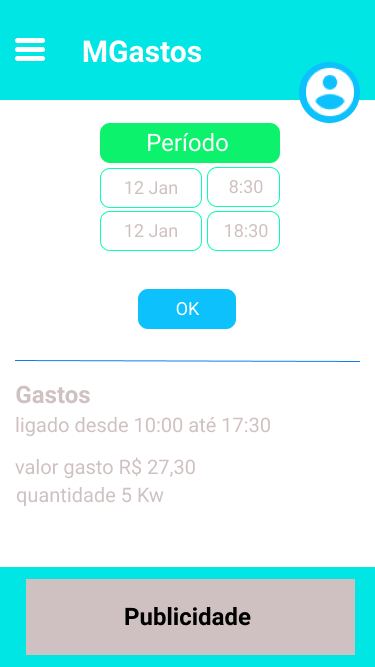 MGastos
Período
12 Jan 8:30
12 Jan 18:30
OK
Gastos
ligado desde 10:00 até 17:30
valor gasto R$ 27,30
quantidade 5 Kw
Publicidade